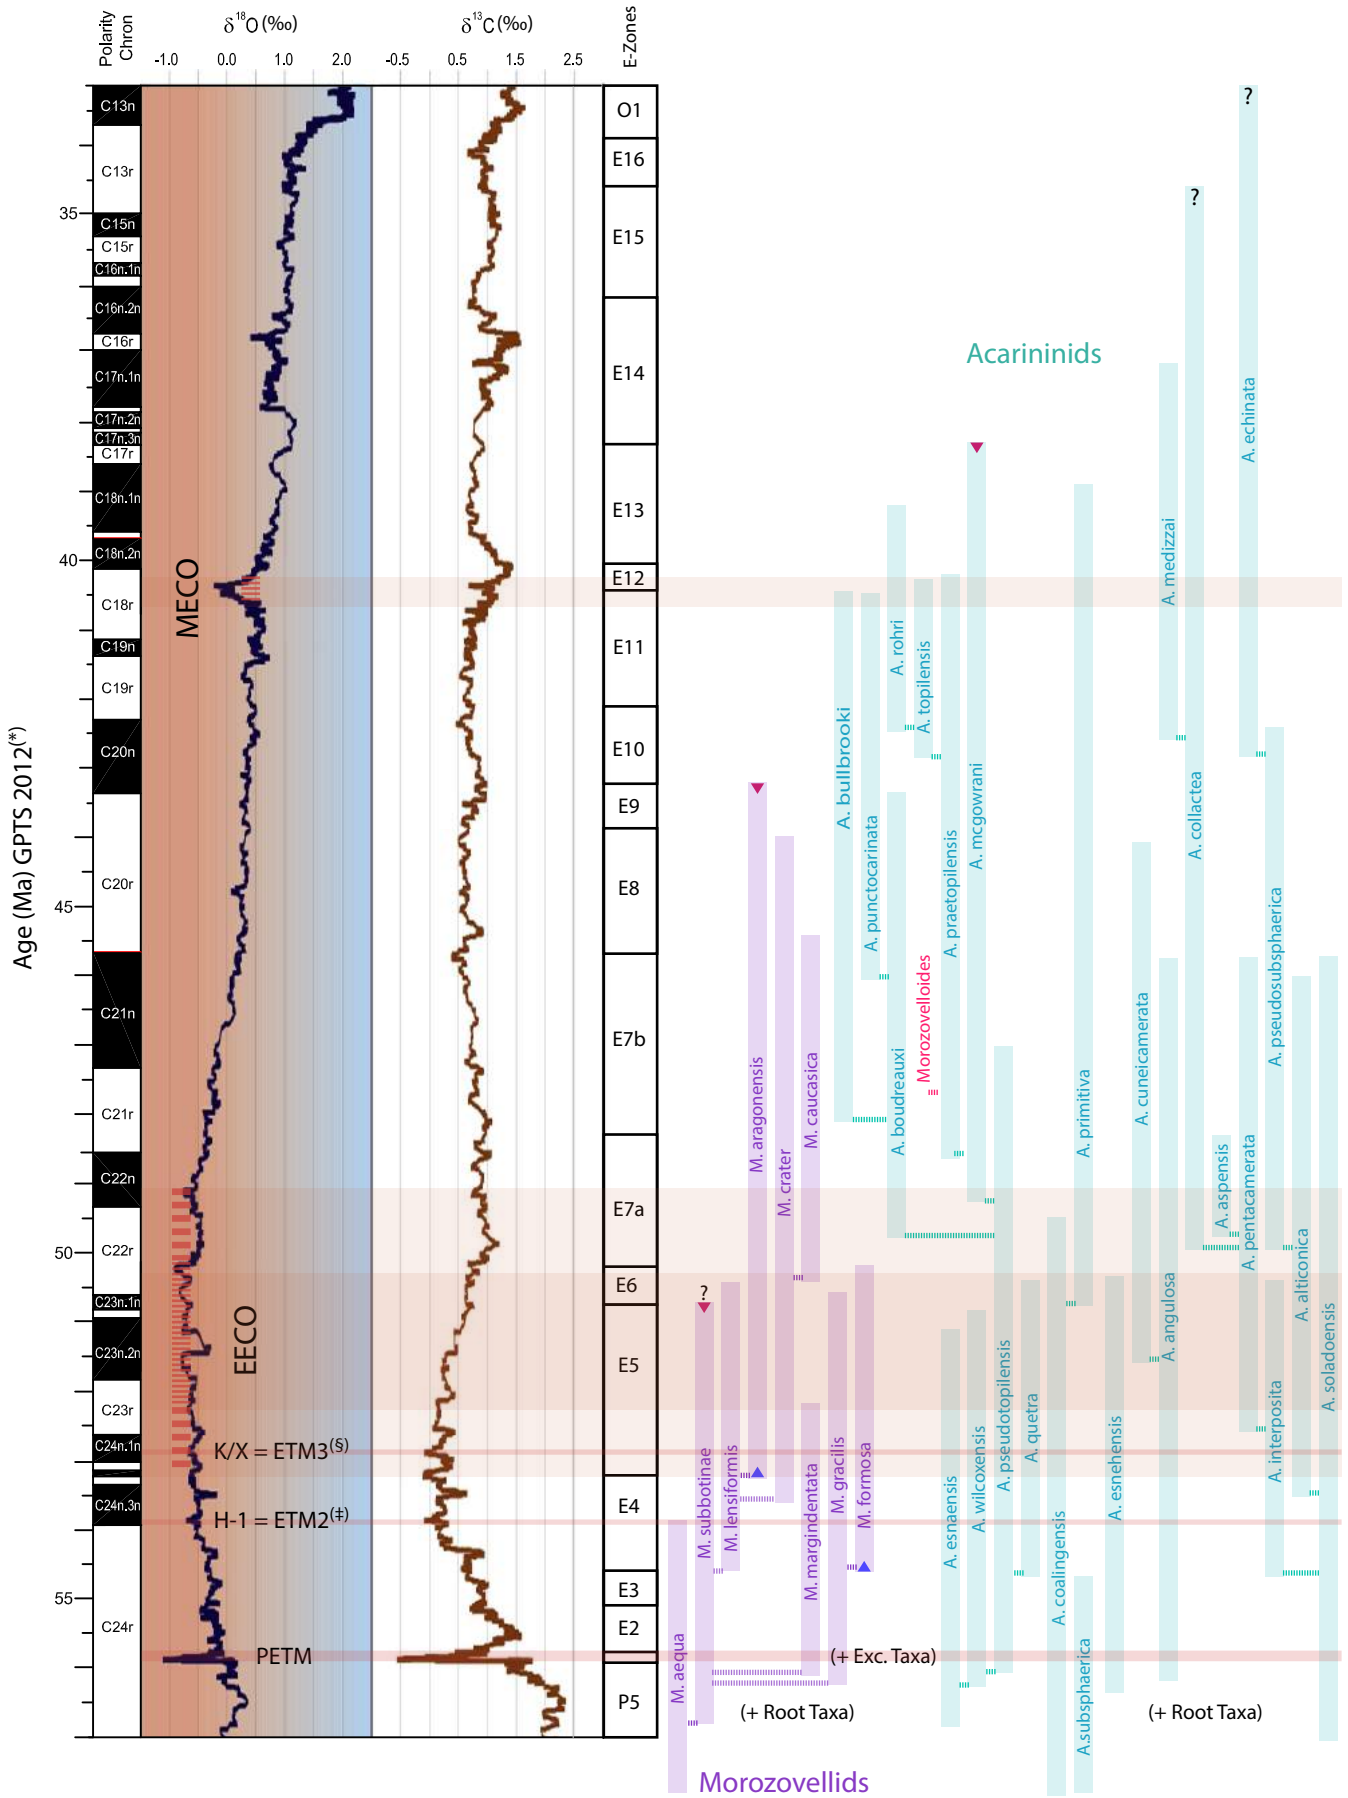 Polarity
Chron
δ¹⁸O (‰)
δ¹³C (‰)
E-Zones
-1.0 0.0 1.0 2.0
-0.5 0.5 1.5 2.5
Age (Ma) GPTS 2012(*)
35
40
45
50
55
C13n
C13r
C15n
C15r
C16n.1n
C16n.2n
C16r
C17n.1n
C17n.2n
C17n.3n
C17r
C18n.1n
C18n.2n
C18r
C19n
C19r
C20n
C20r
C21n
C21r
C22n
C22r
C23n.1n
C23n.2n
C23r
C24n.1n
C24n.3n
C24r
MECO
EECO
K/X = ETM3(§)
H-1 = ETM2(‡)
PETM
O1
E16
E15
E14
E13
E12
E11
E10
E9
E8
E7b
E7a
E6
E5
E4
E3
E2
P5
Acarininids
?
?
?
M. aequa
M. subbotinae
M. lensiformis
M. aragonensis
M. crater
M. caucasica
M. margindentata
M. gracilis
M. formosa
A. bullbrooki
A. punctocarinata
A. rohri
A. boudreauxi
A. topilensis
Morozovelloides
A. praetopilensis
A. mcgowrani
A. esnaensis
A. wilcoxensis
A. pseudotopilensis
A. quetra
A. coalingensis
A. primitiva
A.subsphaerica
A. esnehensis
A. cuneicamerata
A. medizzai
A. angulosa
A. collactea
A. aspensis
A. echinata
A. pentacamerata
A. pseudosubsphaerica
A. interposita
A. alticonica
A. soladoensis
(+ Exc. Taxa)
(+ Root Taxa)
(+ Root Taxa)
Morozovellids